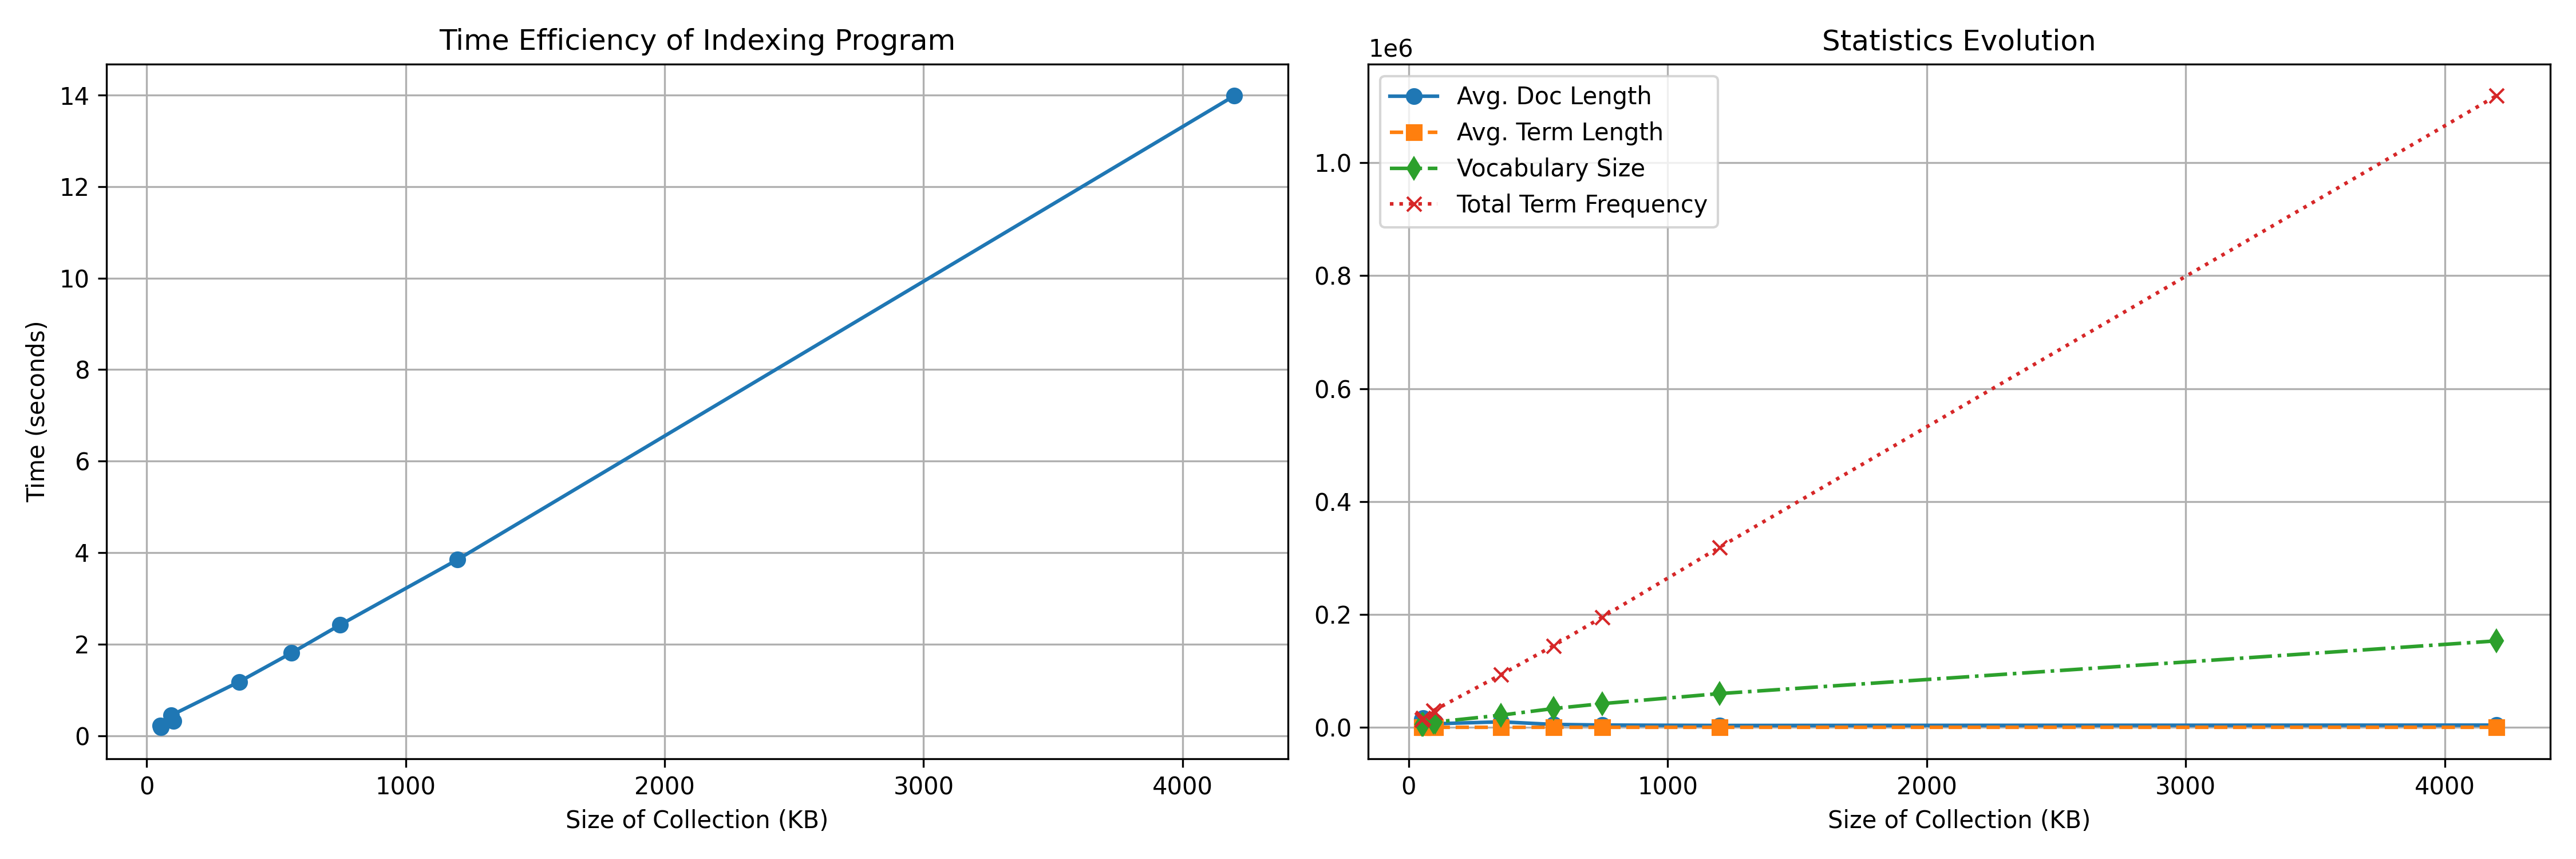 Time Efficiency of Indexing Program
14
12
10
8
6
4
2
0
Time (seconds)
0 1000 2000 3000 4000
Size of Collection (KB)
Statistics Evolution
1e6
Avg. Doc Length
Avg. Term Length
Vocabulary Size
Total Term Frequency
1.0
0.8
0.6
0.4
0.2
0.0
0 1000 2000 3000 4000
Size of Collection (KB)